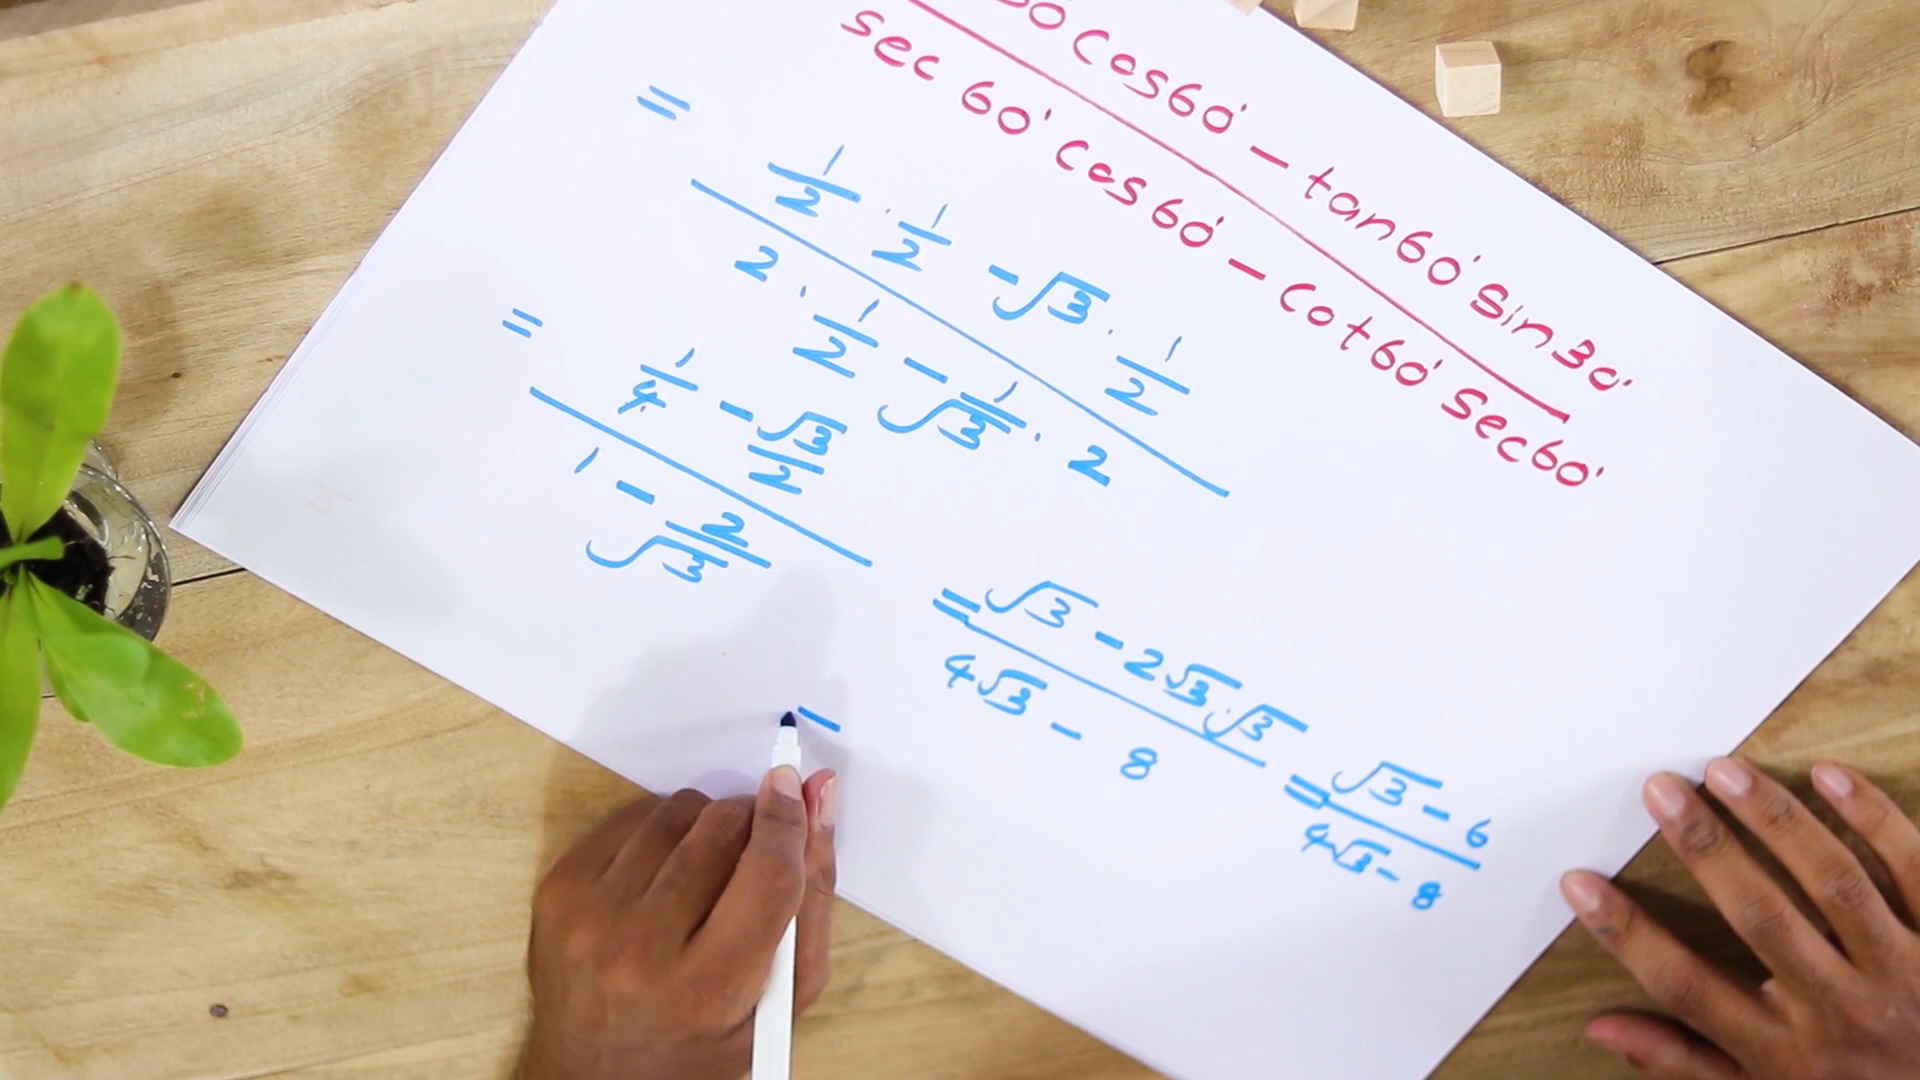 cos60° - tan60° sin30°
sec 60° cos60° - cot60° sec60°
= 1/2 · 1/2 - √3 · 1/2
2 · 1/2 - 1/√3 · 2
= 1/4 - √3/2
1 - 2/√3
= √3 - 2√3·√3
4√3 - 8
= √3 - 6
4√3 - 8